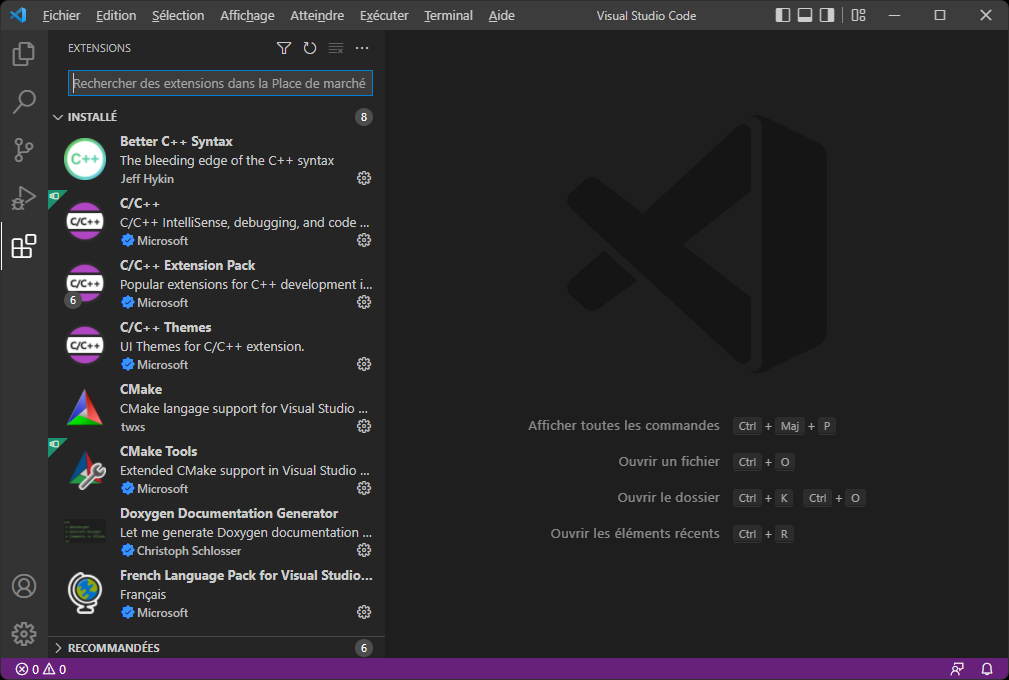 Fichier Edition Sélection Affichage Atteindre Exécuter Terminal Aide Visual Studio Code
EXTENSIONS
Rechercher des extensions dans la Place de marché
INSTALLÉ 8
Better C++ Syntax
The bleeding edge of the C++ syntax
Jeff Hykin
C++
C/C++
C/C++ IntelliSense, debugging, and code ...
Microsoft
C/C++
C/C++ Extension Pack
Popular extensions for C++ development i...
Microsoft
C/C++
6
C/C++ Themes
UI Themes for C/C++ extension.
Microsoft
C/C++
CMake
CMake langage support for Visual Studio ...
twxs
CMake Tools
Extended CMake support in Visual Studio ...
Microsoft
Doxygen Documentation Generator
Let me generate Doxygen documentation ...
Christoph Schlosser
French Language Pack for Visual Studio...
Français
Microsoft
RECOMMANDÉES 6
Afficher toutes les commandes Ctrl + Maj + P
Ouvrir un fichier Ctrl + O
Ouvrir le dossier Ctrl + K Ctrl + O
Ouvrir les éléments récents Ctrl + R
0 0